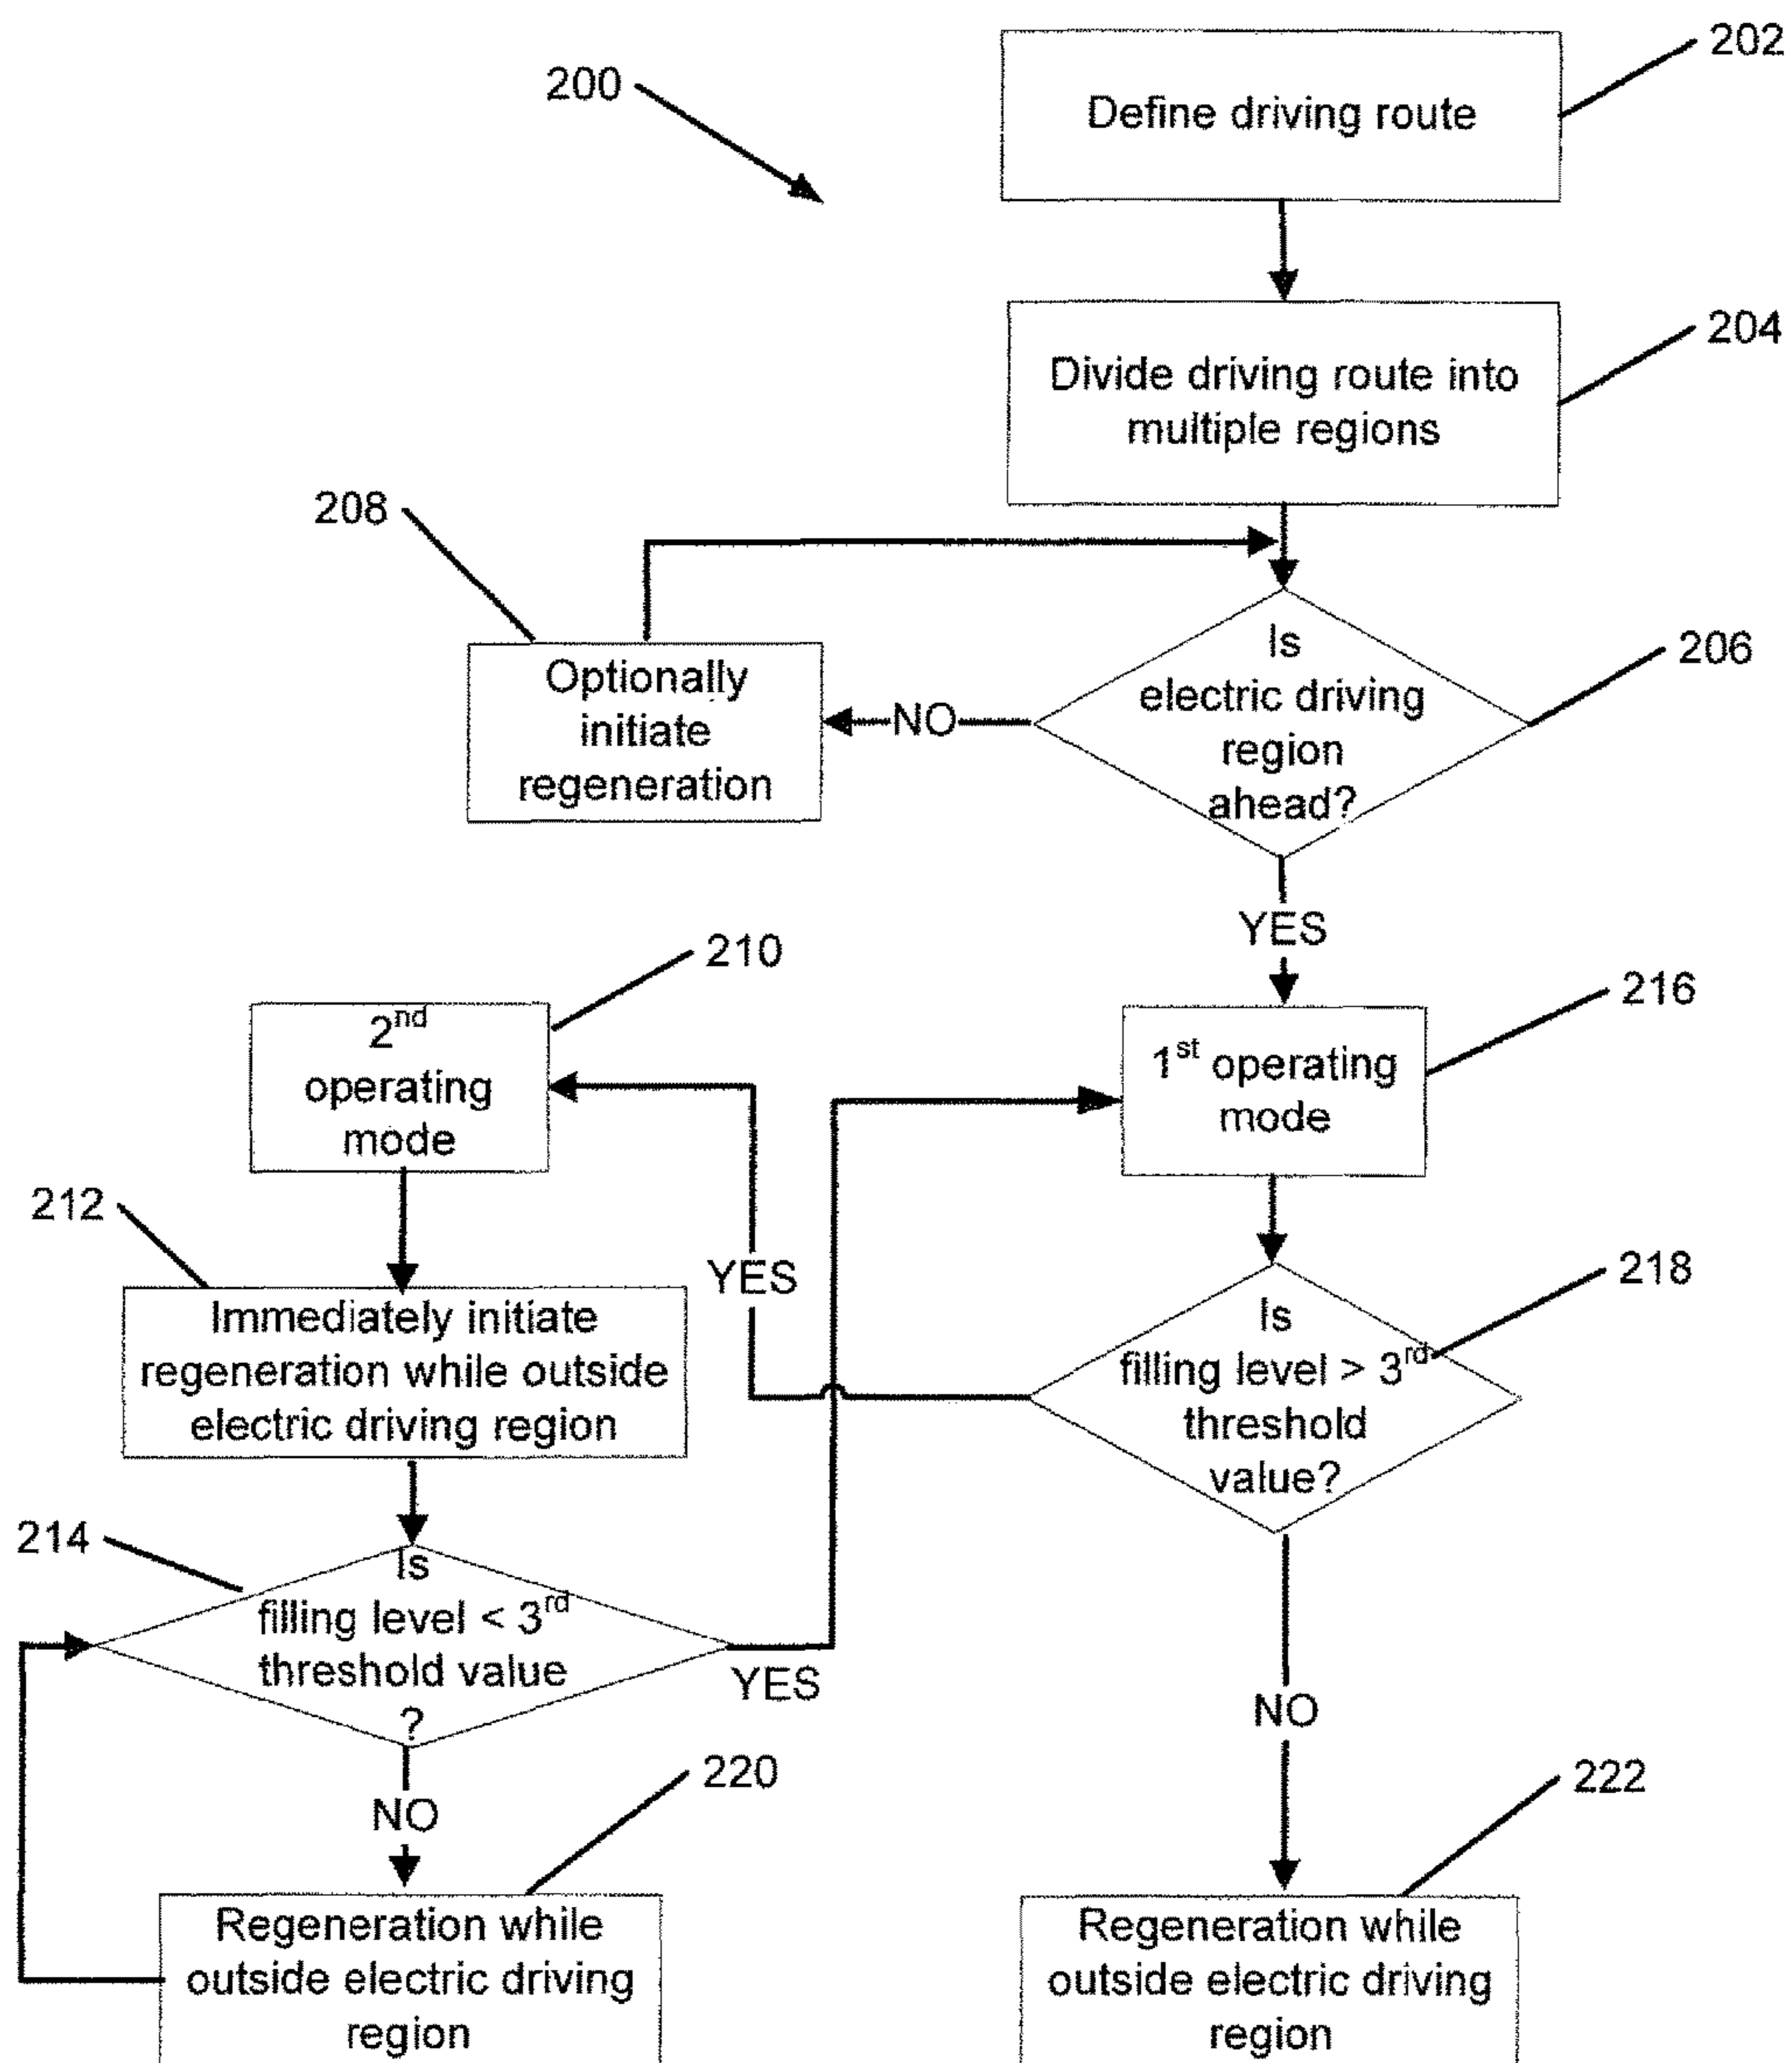 202
Define driving route
200
204
Divide driving route into
multiple regions
208
Is
electric driving
region
ahead?
206
NO
Optionally
initiate
regeneration
YES
210
2nd
operating
mode
216
1st operating
mode
212
YES
218
Immediately initiate
regeneration while outside
electric driving region
Is
filling level > 3rd
threshold
value?
214
Is
filling level < 3rd
threshold value
?
YES
NO
NO
220
222
Regeneration while
outside electric driving
region
Regeneration while
outside electric driving
region